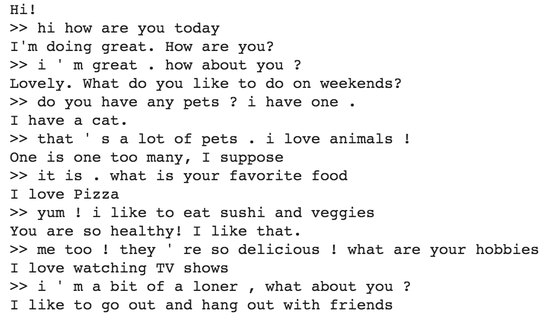 Hi!
>> hi how are you today
I'm doing great. How are you?
>> i ' m great . how about you ?
Lovely. What do you like to do on weekends?
>> do you have any pets ? i have one .
I have a cat.
>> that ' s a lot of pets . i love animals !
One is one too many, I suppose
>> it is . what is your favorite food
I love Pizza
>> yum ! i like to eat sushi and veggies
You are so healthy! I like that.
>> me too ! they ' re so delicious ! what are your hobbies
I love watching TV shows
>> i ' m a bit of a loner , what about you ?
I like to go out and hang out with friends